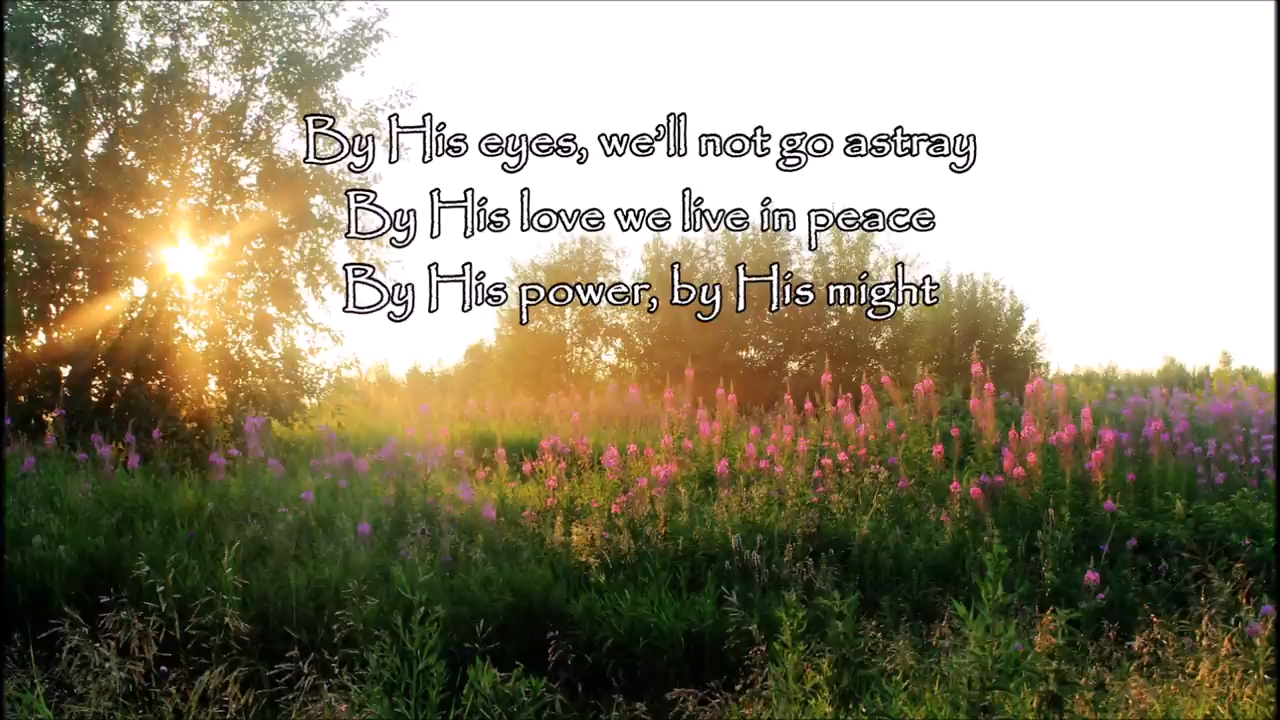 By His eyes, we'll not go astray
By His love we live in peace
By His power, by His might